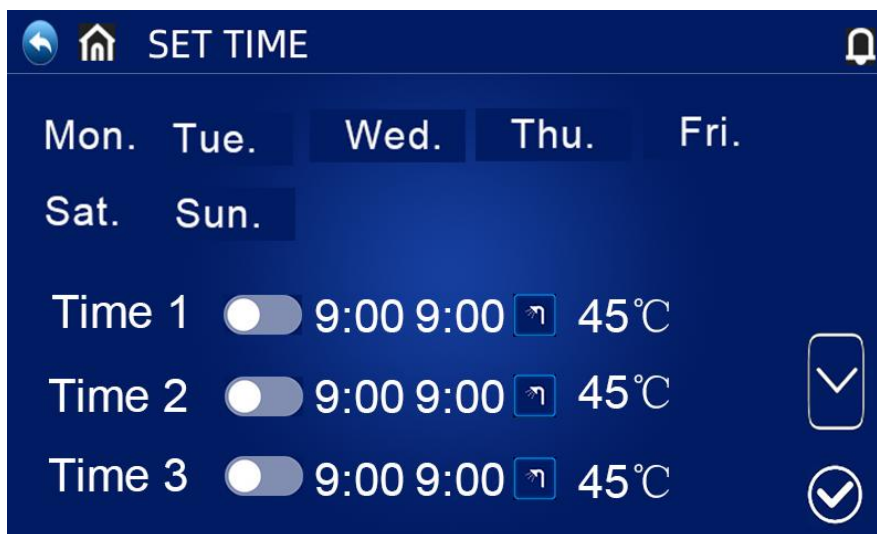 SET TIME
Mon. Tue. Wed. Thu. Fri.
Sat. Sun.
Time 1 9:00 9:00 45℃
Time 2 9:00 9:00 45℃
Time 3 9:00 9:00 45℃